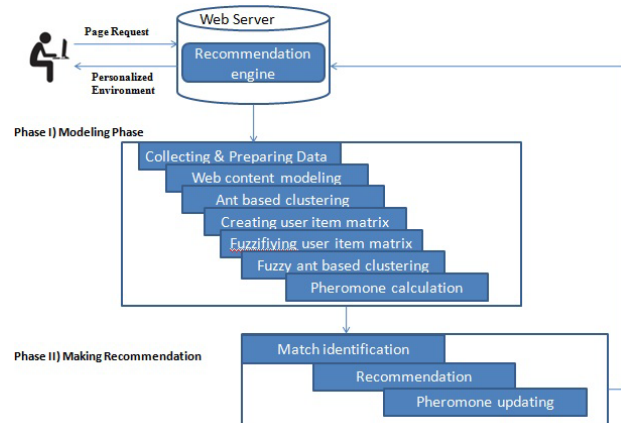 Web Server
Page Request
Recommendation
engine
Personalized
Environment
Phase I) Modeling Phase
Collecting & Preparing Data
Web content modeling
Ant based clustering
Creating user item matrix
Fuzzifiying user item matrix
Fuzzy ant based clustering
Pheromone calculation
Phase II) Making Recommendation
Match identification
Recommendation
Pheromone updating